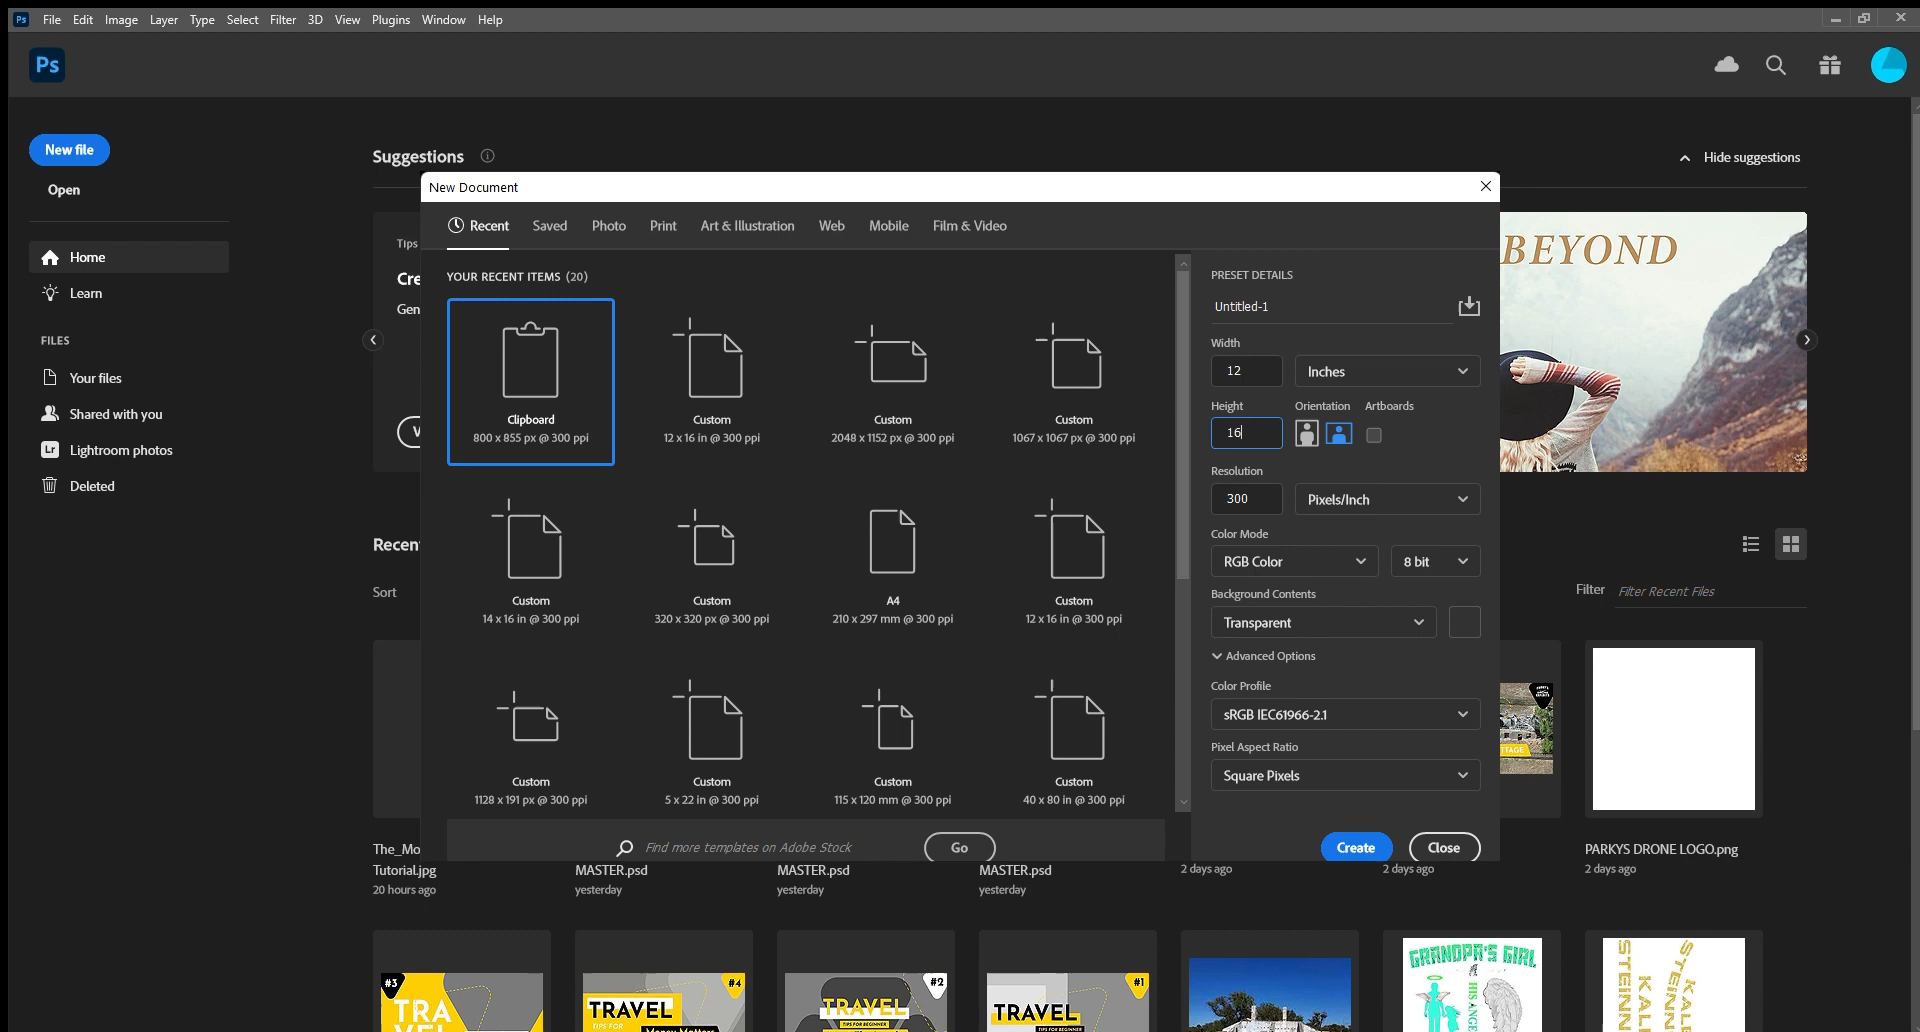 Ps File Edit Image Layer Type Select Filter 3D View Plugins Window Help
Ps
New file
Open
Home
Learn
FILES
Your files
Shared with you
Lr Lightroom photos
Deleted
Suggestions
Hide suggestions
Tips
BEYOND
New Document
Recent Saved Photo Print Art & Illustration Web Mobile Film & Video
YOUR RECENT ITEMS (20)
Clipboard
800 x 855 px @ 300 ppi
Custom
12 x 16 in @ 300 ppi
Custom
2048 x 1152 px @ 300 ppi
Custom
1067 x 1067 px @ 300 ppi
Custom
14 x 16 in @ 300 ppi
Custom
320 x 320 px @ 300 ppi
A4
210 x 297 mm @ 300 ppi
Custom
12 x 16 in @ 300 ppi
Custom
1128 x 191 px @ 300 ppi
Custom
5 x 22 in @ 300 ppi
Custom
115 x 120 mm @ 300 ppi
Custom
40 x 80 in @ 300 ppi
Find more templates on Adobe Stock
Go
PRESET DETAILS
Untitled-1
Width
12 Inches
Height Orientation Artboards
16
Resolution
300 Pixels/Inch
Color Mode
RGB Color 8 bit
Background Contents
Transparent
Advanced Options
Color Profile
sRGB IEC61966-2.1
Pixel Aspect Ratio
Square Pixels
Create Close
Recen
Sort
Filter Filter Recent Files
The_Mo
Tutorial.jpg
20 hours ago
MASTER.psd
yesterday
MASTER.psd
yesterday
MASTER.psd
yesterday
2 days ago
2 days ago
PARKYS DRONE LOGO.png
2 days ago
#3
TRA
VEL
#4
TRAVEL
TIPS FOR
#2
TRAVEL
TIPS FOR BEGINNER
#1
TRAVEL
TIPS FOR BEGINNER
GRANDPA'S GIRL